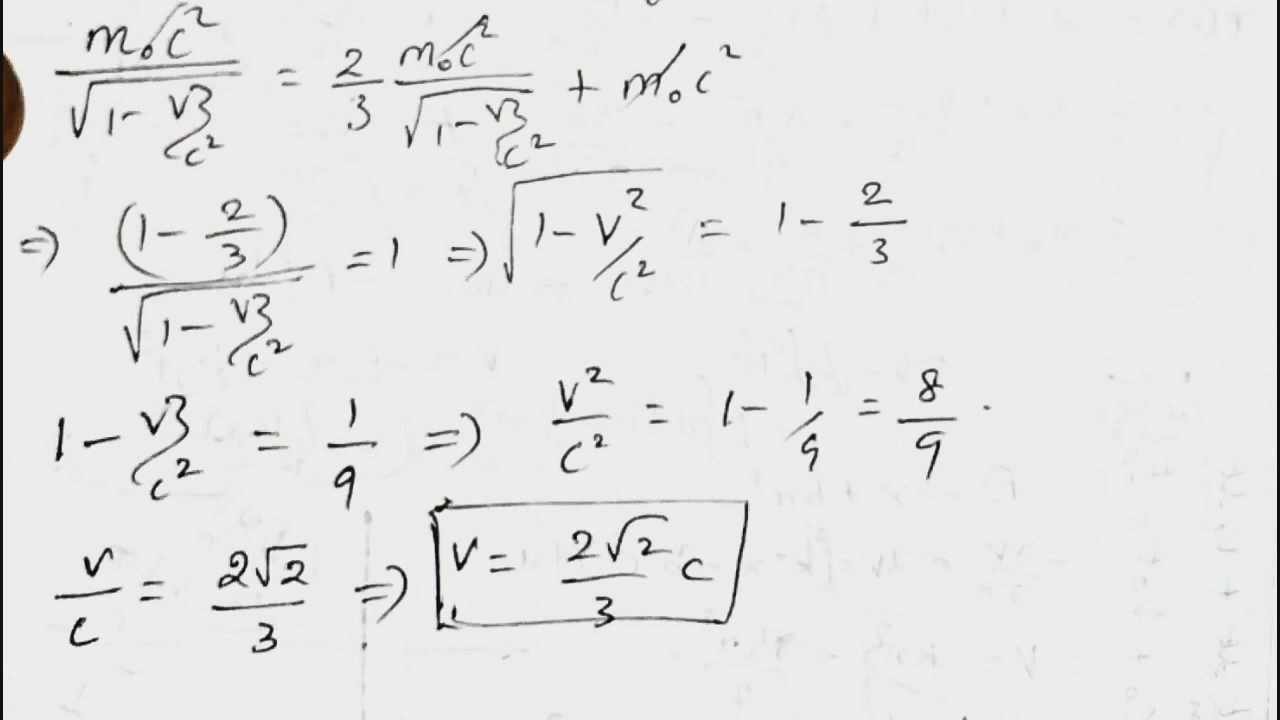 m₀c²/√(1 - v²/c²) = 2/3 m₀c²/√(1 - v²/c²) + m₀c²
=> (1 - 2/3)/√(1 - v²/c²) = 1 => √(1 - v²/c²) = 1 - 2/3
1 - v²/c² = 1/9 => v²/c² = 1 - 1/9 = 8/9.
v/c = 2√2/3 => v = 2√2/3 c